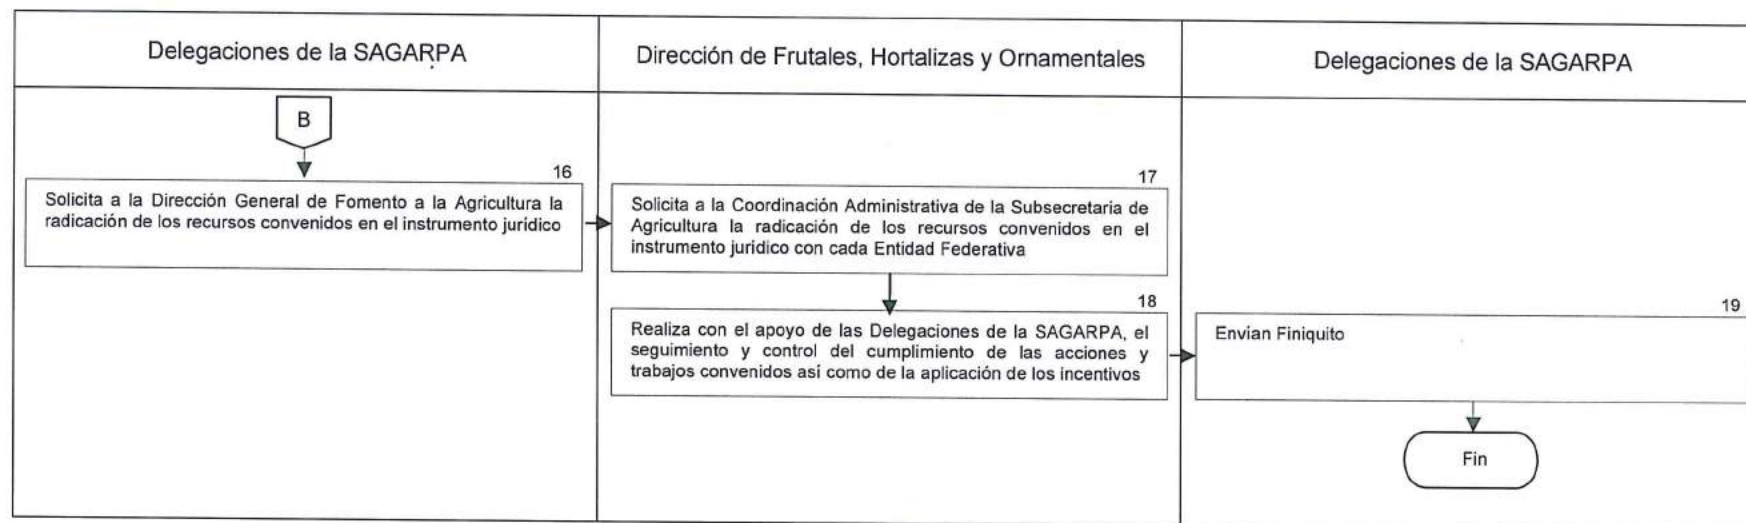 Delegaciones de la SAGARPA
Dirección de Frutales, Hortalizas y Ornamentales
Delegaciones de la SAGARPA
B
16
Solicita a la Dirección General de Fomento a la Agricultura la
radicación de los recursos convenidos en el instrumento jurídico
17
Solicita a la Coordinación Administrativa de la Subsecretaria de
Agricultura la radicación de los recursos convenidos en el
instrumento jurídico con cada Entidad Federativa
18
Realiza con el apoyo de las Delegaciones de la SAGARPA, el
seguimiento y control del cumplimiento de las acciones y
trabajos convenidos así como de la aplicación de los incentivos
19
Envían Finiquito
Fin